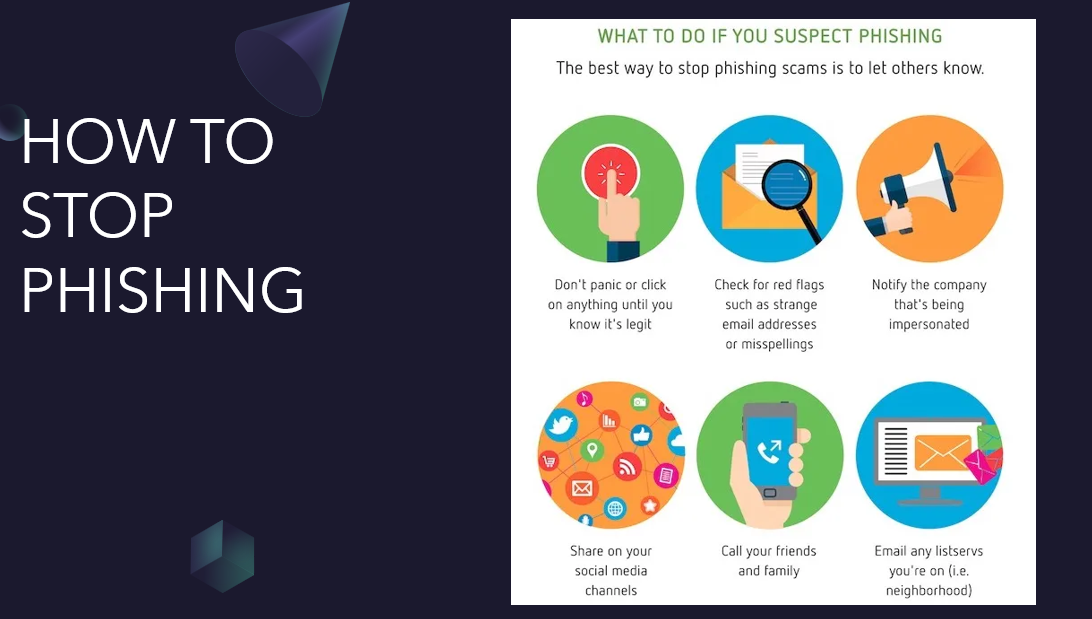 HOW TO
STOP
PHISHING
WHAT TO DO IF YOU SUSPECT PHISHING
The best way to stop phishing scams is to let others know.
Don't panic or click
on anything until you
know it's legit
Check for red flags
such as strange
email addresses
or misspellings
Notify the company
that's being
impersonated
Share on your
social media
channels
Call your friends
and family
Email any listservs
you're on (i.e.
neighborhood)